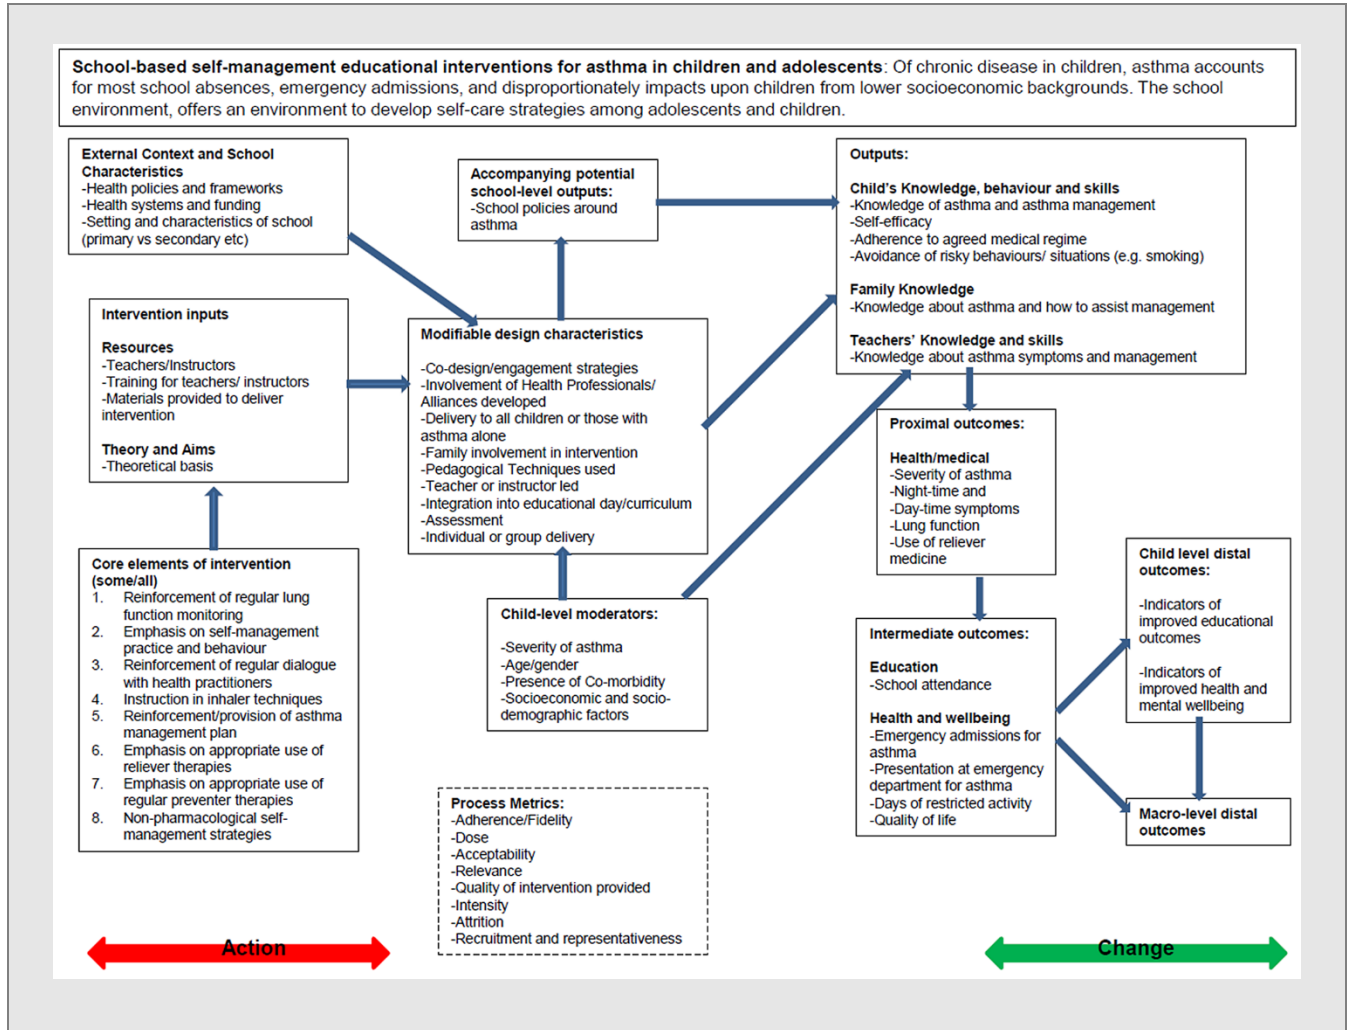 School-based self-management educational interventions for asthma in children and adolescents: Of chronic disease in children, asthma accounts
for most school absences, emergency admissions, and disproportionately impacts upon children from lower socioeconomic backgrounds. The school
environment, offers an environment to develop self-care strategies among adolescents and children.
External Context and School
Characteristics
-Health policies and frameworks
-Health systems and funding
-Setting and characteristics of school
(primary vs secondary etc)
Intervention inputs
Resources
-Teachers/Instructors
-Training for teachers/ instructors
-Materials provided to deliver
intervention
Theory and Aims
-Theoretical basis
Core elements of intervention
(some/all)
1. Reinforcement of regular lung
function monitoring
2. Emphasis on self-management
practice and behaviour
3. Reinforcement of regular dialogue
with health practitioners
4. Instruction in inhaler techniques
5. Reinforcement/provision of asthma
management plan
6. Emphasis on appropriate use of
reliever therapies
7. Emphasis on appropriate use of
regular preventer therapies
8. Non-pharmacological self-
management strategies
Accompanying potential
school-level outputs:
-School policies around
asthma
Modifiable design characteristics
-Co-design/engagement strategies
-Involvement of Health Professionals/
Alliances developed
-Delivery to all children or those with
asthma alone
-Family involvement in intervention
-Pedagogical Techniques used
-Teacher or instructor led
-Integration into educational day/curriculum
-Assessment
-Individual or group delivery
Child-level moderators:
-Severity of asthma
-Age/gender
-Presence of Co-morbidity
-Socioeconomic and socio-
demographic factors
Process Metrics:
-Adherence/Fidelity
-Dose
-Acceptability
-Relevance
-Quality of intervention provided
-Intensity
-Attrition
-Recruitment and representativeness
Outputs:
Child's Knowledge, behaviour and skills
-Knowledge of asthma and asthma management
-Self-efficacy
-Adherence to agreed medical regime
-Avoidance of risky behaviours/ situations (e.g. smoking)
Family Knowledge
-Knowledge about asthma and how to assist management
Teachers' Knowledge and skills
-Knowledge about asthma symptoms and management
Proximal outcomes:
Health/medical
-Severity of asthma
-Night-time and
-Day-time symptoms
-Lung function
-Use of reliever
medicine
Intermediate outcomes:
Education
-School attendance
Health and wellbeing
-Emergency admissions for
asthma
-Presentation at emergency
department for asthma
-Days of restricted activity
-Quality of life
Child level distal
outcomes:
-Indicators of
improved educational
outcomes
-Indicators of
improved health and
mental wellbeing
Macro-level distal
outcomes
Action
Change